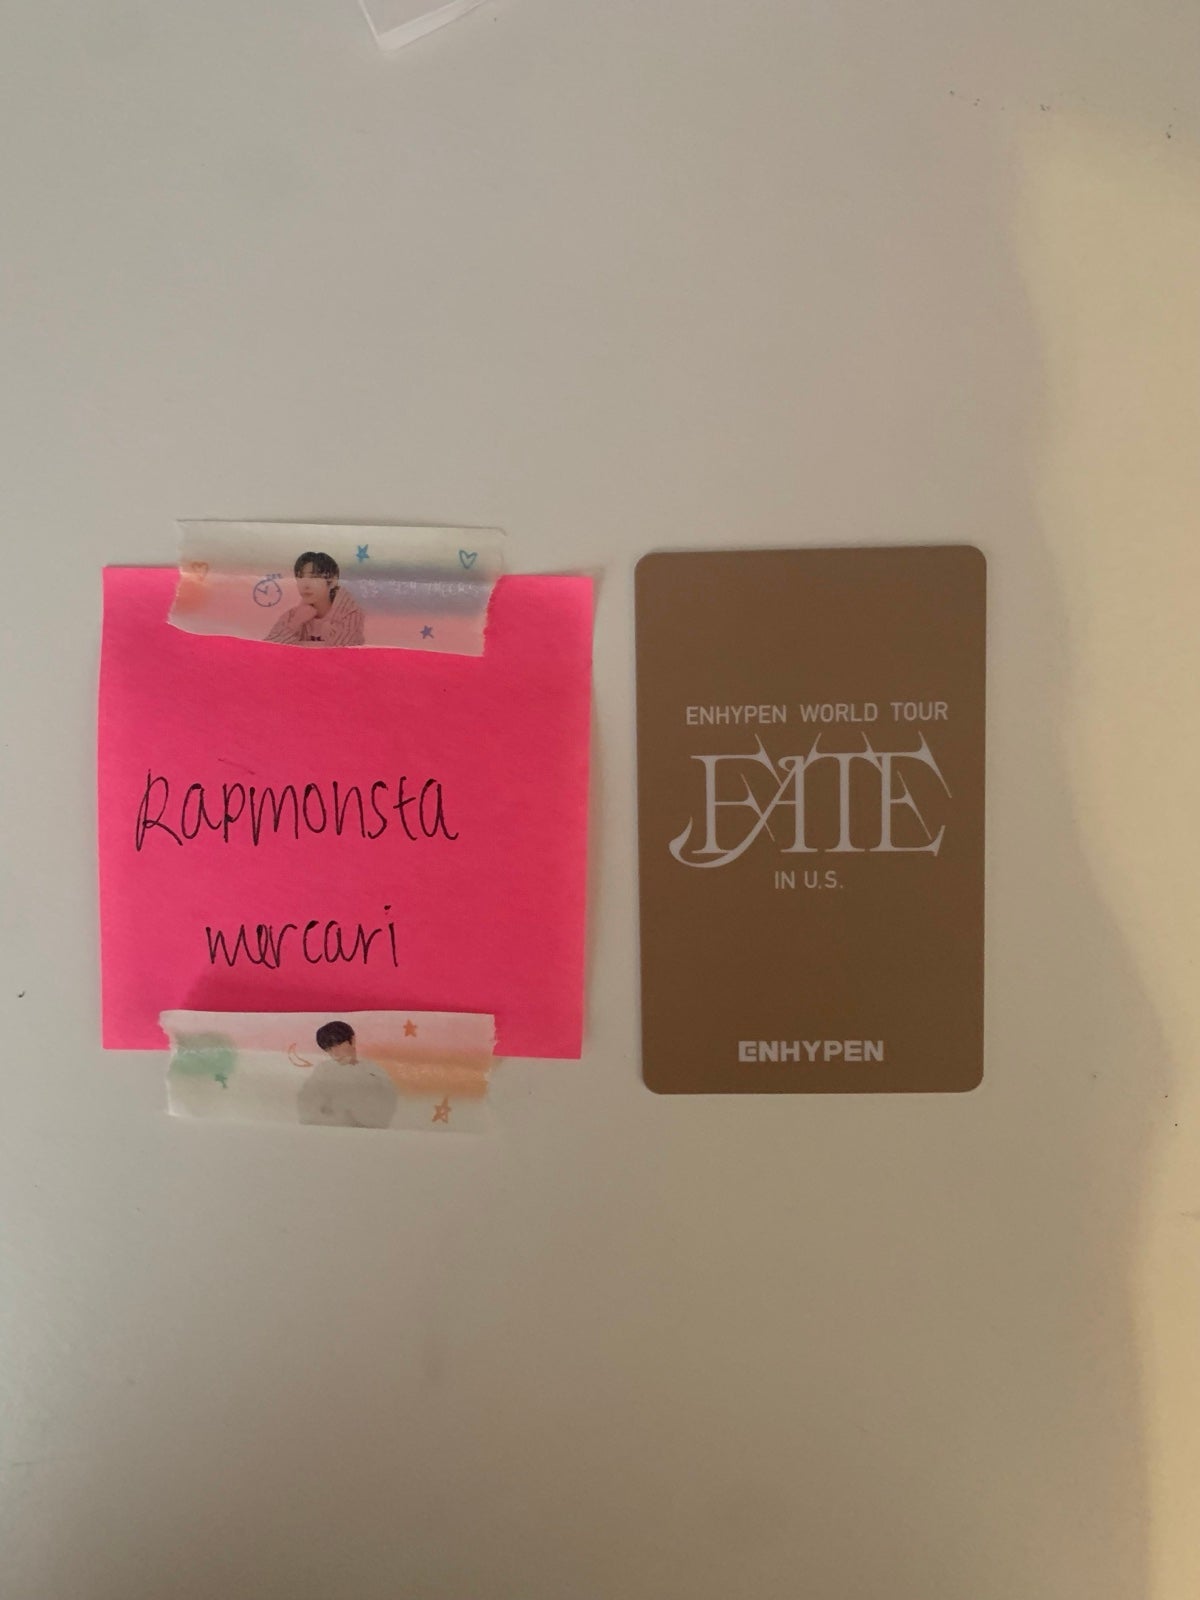 Rapmonsta
mercari
ENHYPEN WORLD TOUR
FATE
IN U.S.
ENHYPEN